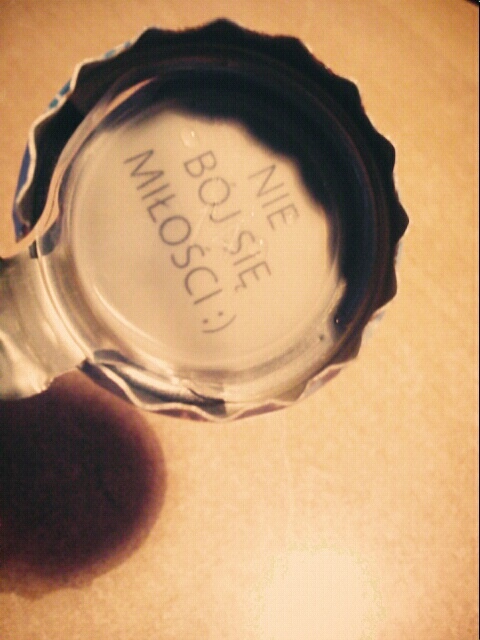 NIE
BÓJ SIĘ
MIŁOŚCI :)